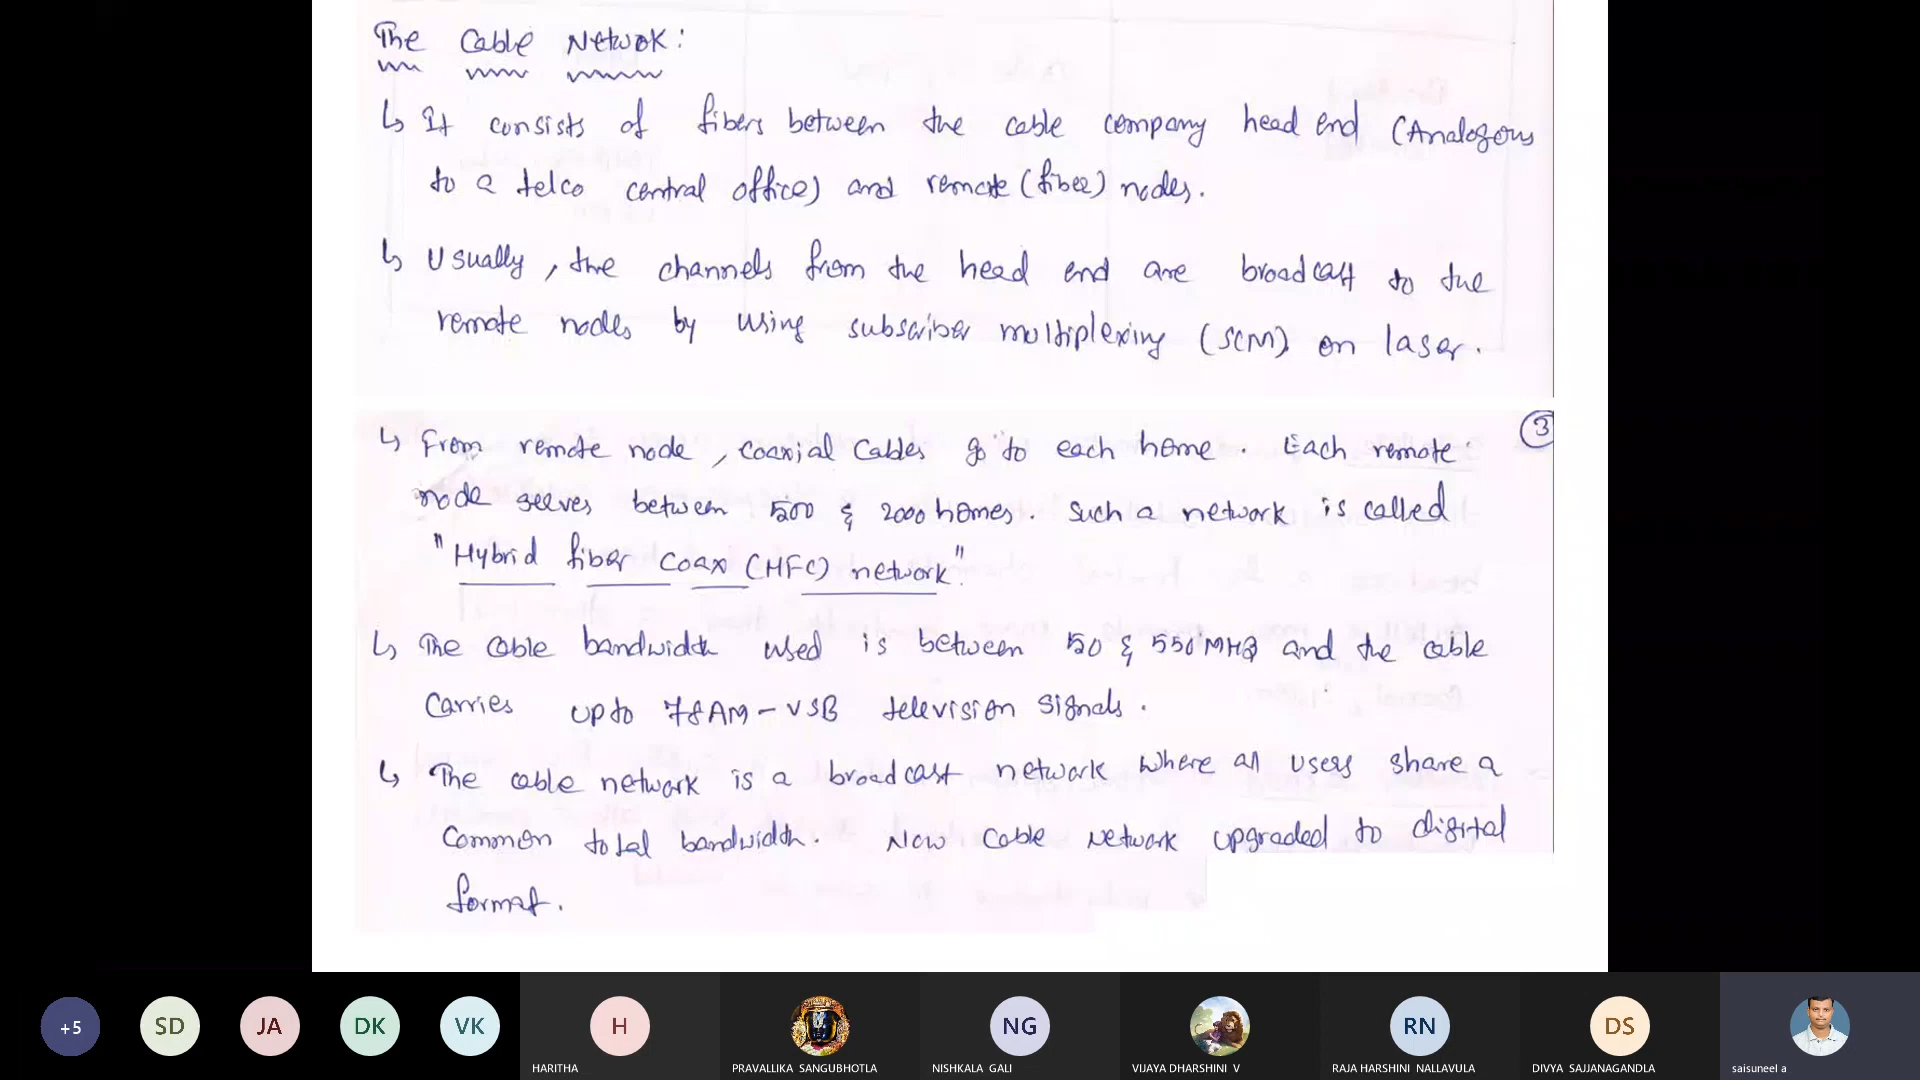 The Cable Netwok:
↳ It consists of fibers between the cable company head end (Analogous
to a telco central office) and remote (fiber) nodes.
↳ Usually, the channels from the head end are broadcast to the
remote nodes by using subscriber multiplexing (SCM) on laser.
3
↳ From remote node, coaxial Cables go to each home. Each remote
node serves between 500 & 2000 homes. Such a network is called
"Hybrid fiber coax (HFC) network".
↳ The cable bandwidth used is between 50 & 550 MHz and the cable
carries upto 78 AM-VSB television signals.
↳ The cable network is a broadcast network where all users share a
common total bandwidth. Now Cable Network upgraded to digital
format.
+5
SD
JA
DK
VK
H
NG
RN
DS
HARITHA
PRAVALLIKA SANGUBHOTLA
NISHKALA GALI
VIJAYA DHARSHINI V
RAJA HARSHINI NALLAVULA
DIVYA SAJJANAGANDLA
saisuneel a